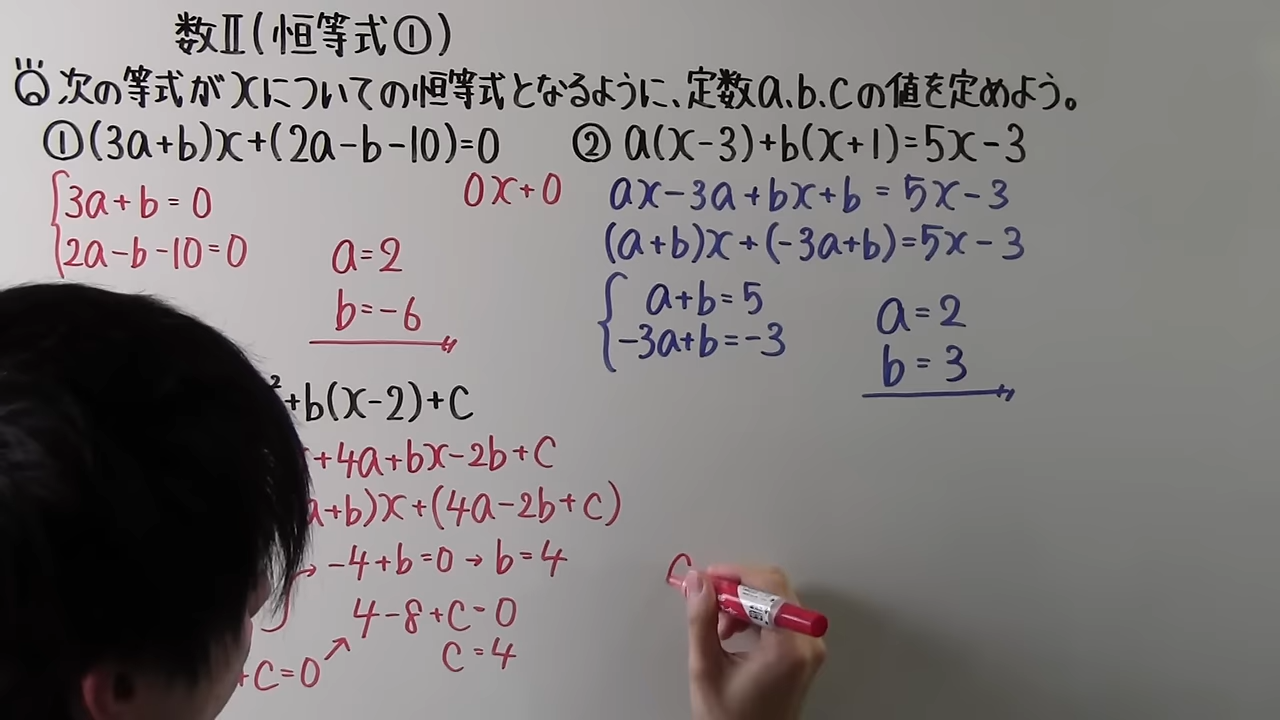 数Ⅱ(恒等式①)
Q 次の等式がxについての恒等式となるように、定数a、b、cの値を定めよう。
①(3a+b)x+(2a-b-10)=0
3a+b=0
0x+0
2a-b-10=0
a=2
b=-6
② a(x-3)+b(x+1)=5x-3
ax-3a+bx+b=5x-3
(a+b)x+(-3a+b)=5x-3
a+b=5
-3a+b=-3
a=2
b=3
²+b(x-2)+c
+4a+bx-2b+c
a+b)x+(4a-2b+c)
→-4+b=0→b=4
4-8+c=0
+c=0
c=4